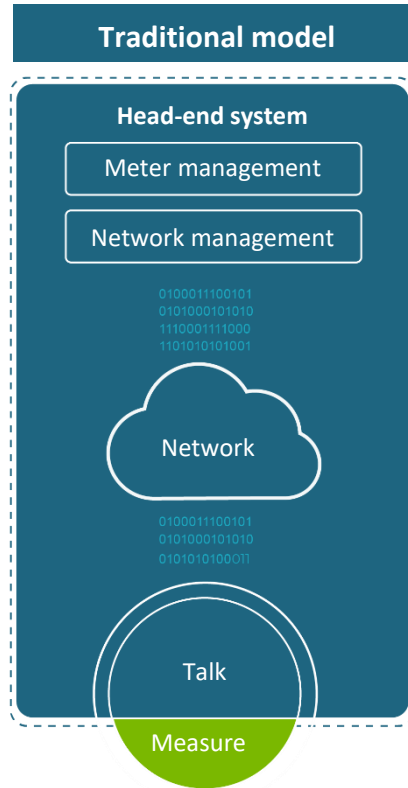 Traditional model
Head-end system
Meter management
Network management
0100011100101
0101000101010
1110001111000
1101010101001
Network
0100011100101
0101000101010
0101010100011
Talk
Measure